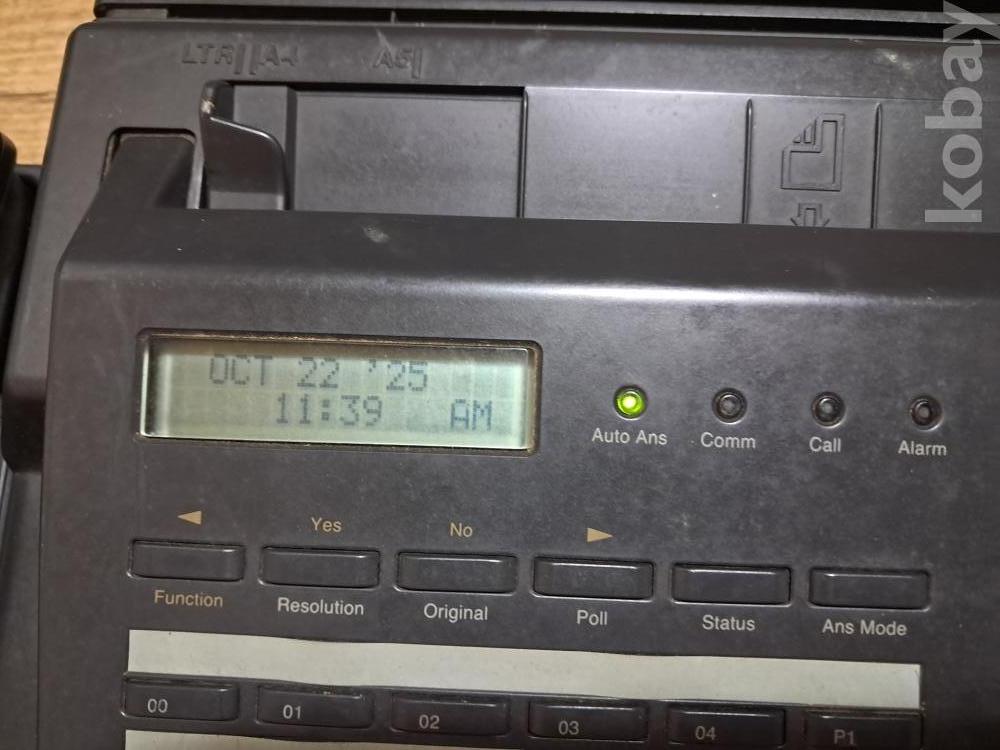 LTR A4 A5
kobay
OCT 22 '25
11:39 AM
Auto Ans Comm Call Alarm
Yes No
Function Resolution Original Poll Status Ans Mode
00 01 02 03 04 P1